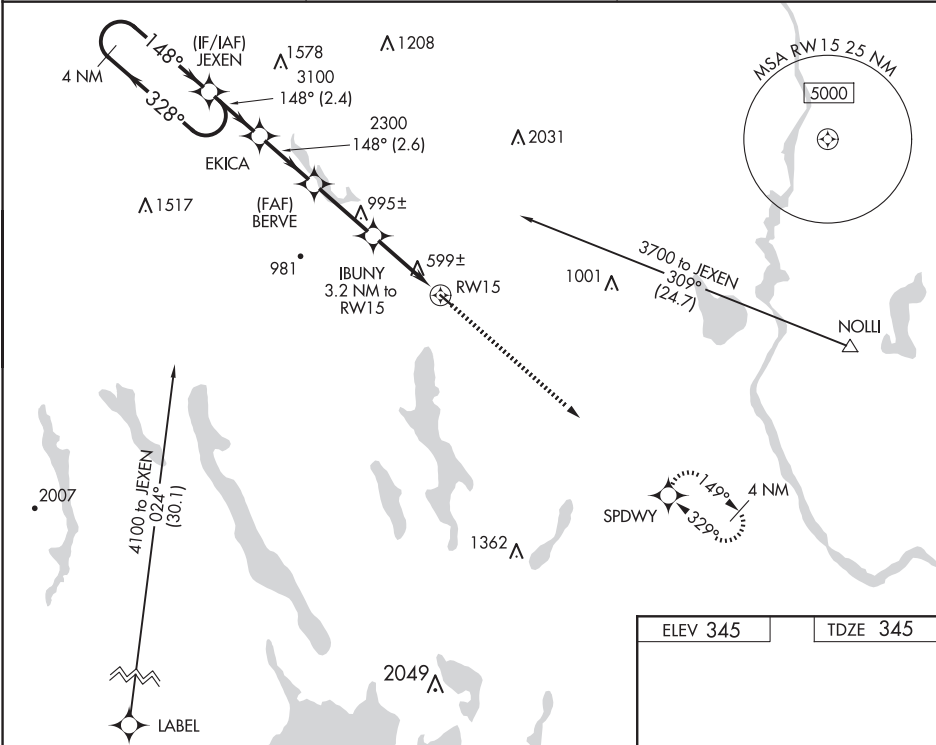 (IF/IAF)
JEXEN
148°
4 NM
328°
1578
1208
3100
148° (2.4)
2300
148° (2.6)
2031
MSA RW 15 25 NM
5000
EKICA
1517
(FAF)
BERVE
995±
981
IBUNY
3.2 NM to
RW15
599±
RW15
3700 to JEXEN
309°
(24.7)
1001
NOLLI
4100 to JEXEN
024°
(30.1)
2007
SPDWY
149°
329°
4 NM
1362
ELEV 345
TDZE 345
2049
LABEL